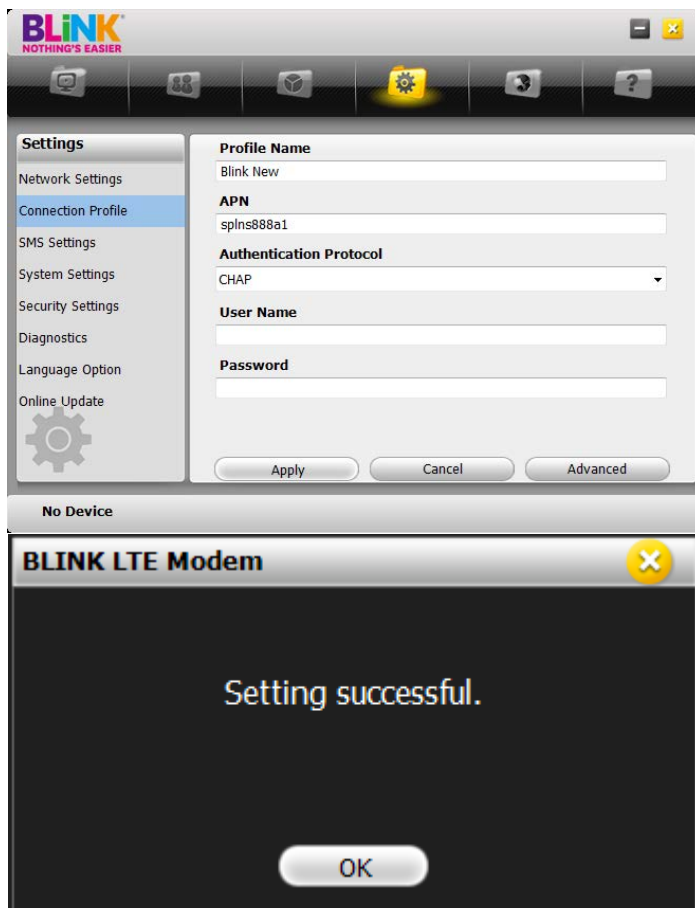 BLiNK
NOTHING'S EASIER
Settings
Network Settings
Connection Profile
SMS Settings
System Settings
Security Settings
Diagnostics
Language Option
Online Update
Profile Name
Blink New
APN
splns888a1
Authentication Protocol
CHAP
User Name
Password
Apply Cancel Advanced
No Device
BLINK LTE Modem
Setting successful.
OK